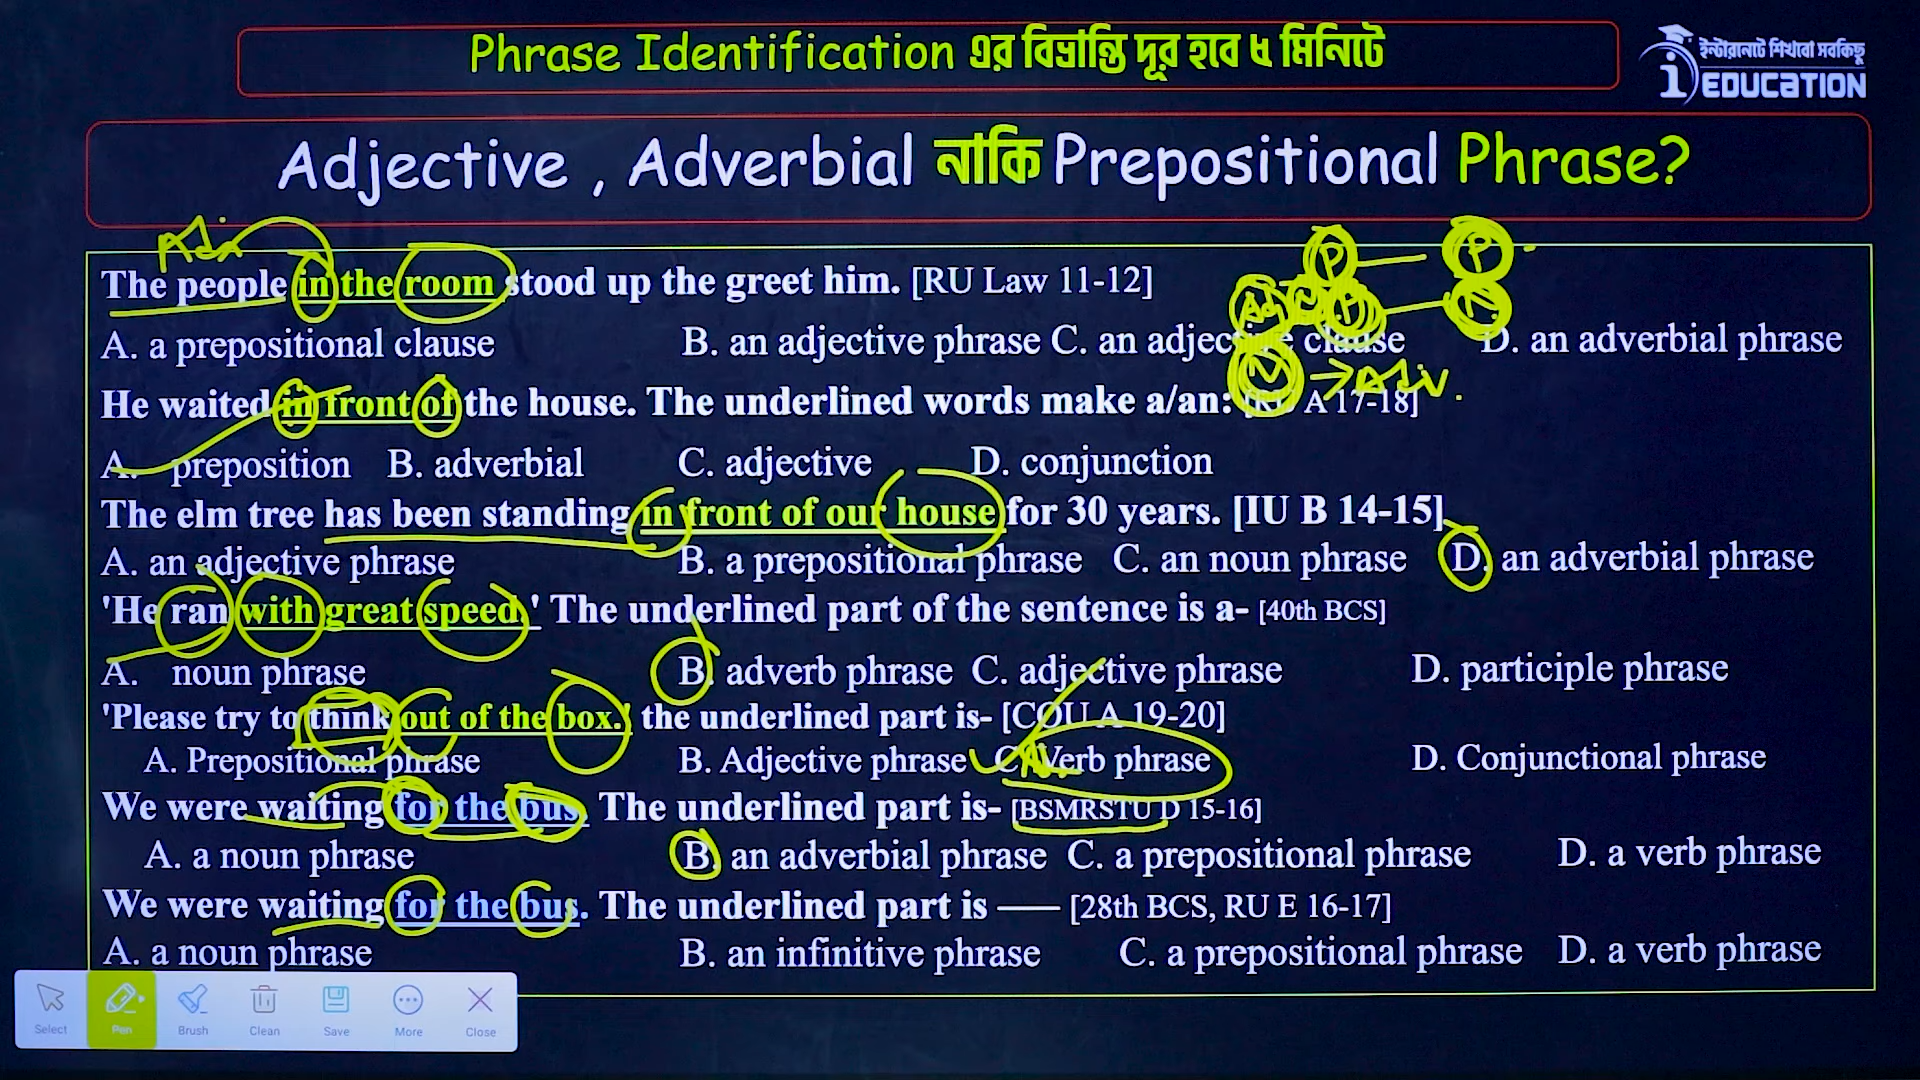 Phrase Identification এর বিভ্রান্তি দূর হবে ৫ মিনিটে
ইন্টারনেটে শিখবো সবকিছু
i EDUCATION
Adjective , Adverbial নাকি Prepositional Phrase?
The people in the room stood up the greet him. [RU Law 11-12]
A. a prepositional clause B. an adjective phrase C. an adjective clause D. an adverbial phrase
He waited in front of the house. The underlined words make a/an: A 17-18]
A. preposition B. adverbial C. adjective D. conjunction
The elm tree has been standing in front of our house for 30 years. [IU B 14-15]
A. an adjective phrase B. a prepositional phrase C. an noun phrase D. an adverbial phrase
'He ran with great speed.' The underlined part of the sentence is a- [40th BCS]
A. noun phrase B. adverb phrase C. adjective phrase D. participle phrase
'Please try to think out of the box.' the underlined part is- [COU A 19-20]
A. Prepositional phrase B. Adjective phrase C. Verb phrase D. Conjunctional phrase
We were waiting for the bus. The underlined part is- [BSMRSTU D 15-16]
A. a noun phrase B. an adverbial phrase C. a prepositional phrase D. a verb phrase
We were waiting for the bus. The underlined part is —— [28th BCS, RU E 16-17]
A. a noun phrase B. an infinitive phrase C. a prepositional phrase D. a verb phrase
Select Pen Brush Clean Save More Close